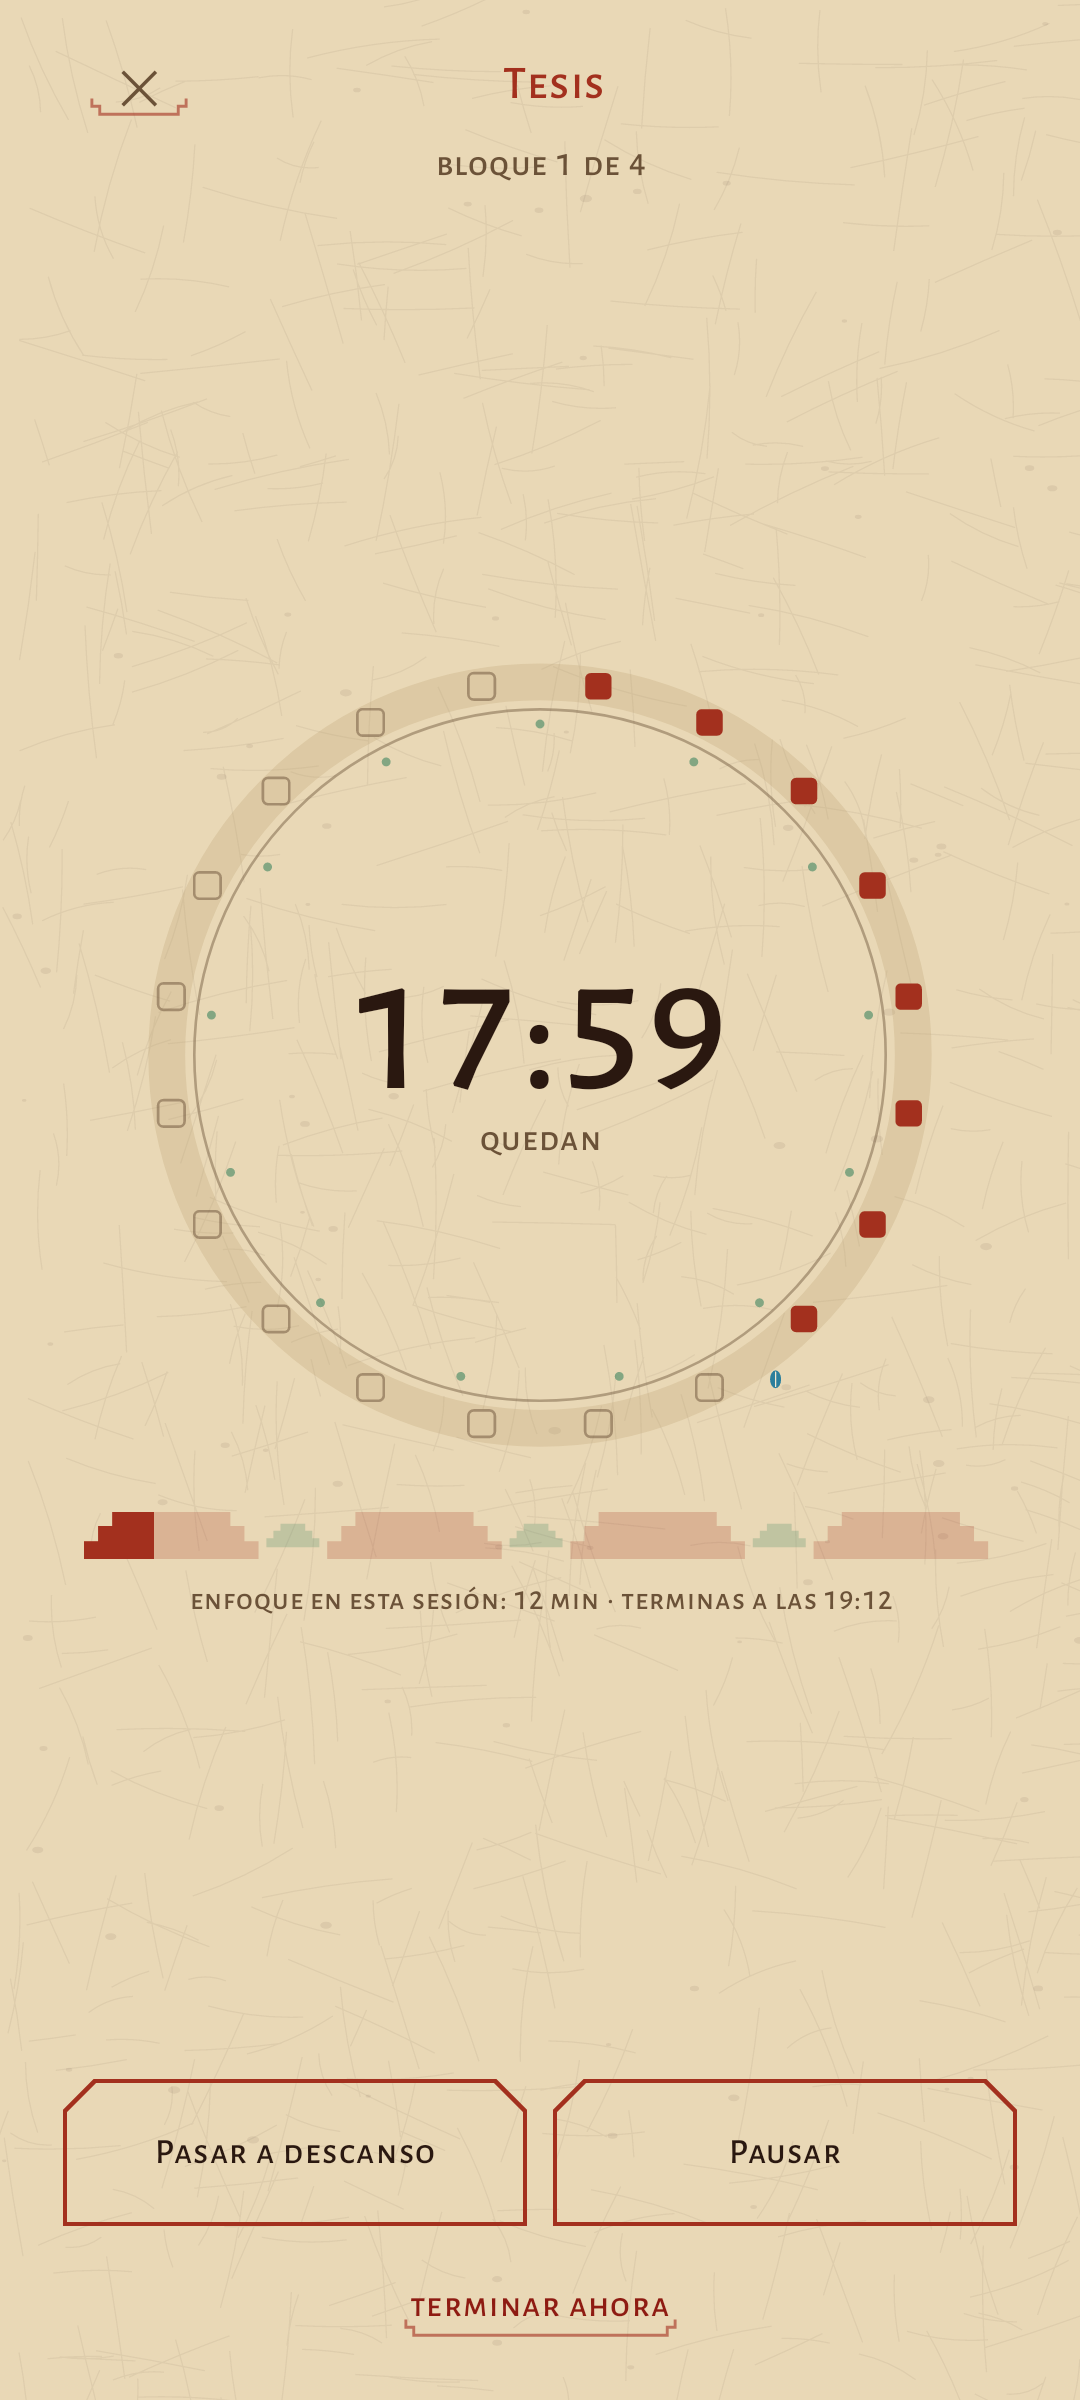 Tesis
BLOQUE 1 DE 4
17:59
QUEDAN
ENFOQUE EN ESTA SESIÓN: 12 MIN · TERMINAS A LAS 19:12
Pasar a descanso
Pausar
TERMINAR AHORA